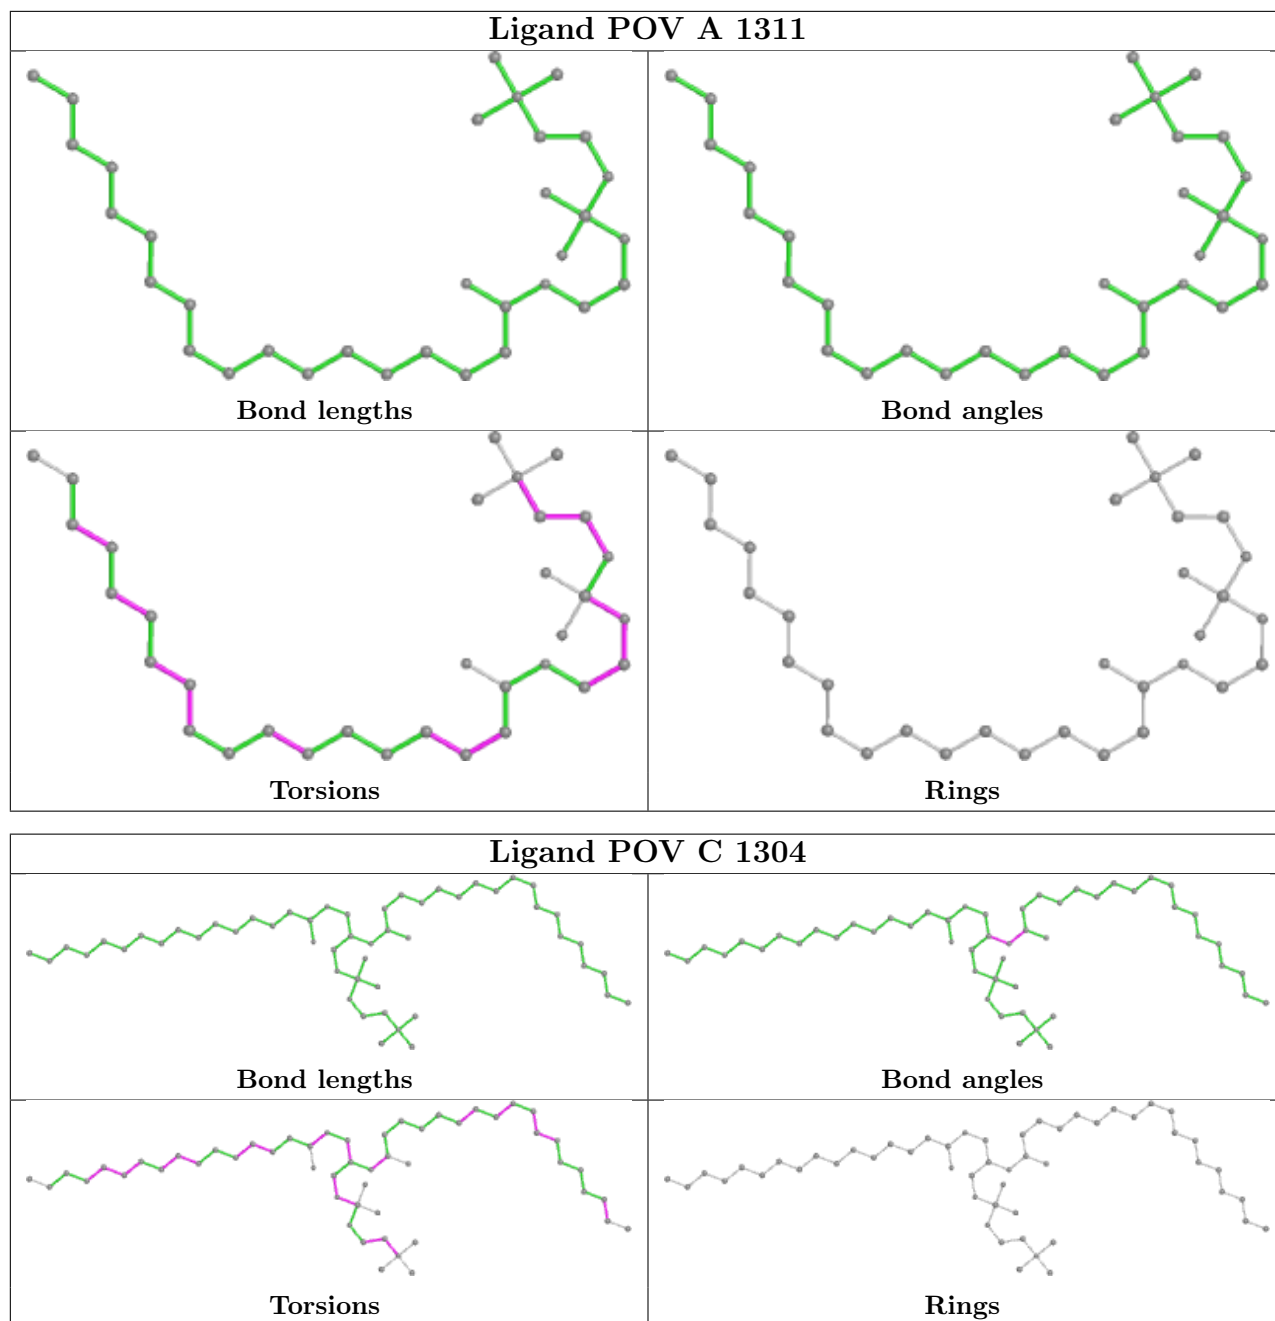 Ligand POV A 1311
Bond lengths
Bond angles
Torsions
Rings
Ligand POV C 1304
Bond lengths
Bond angles
Torsions
Rings